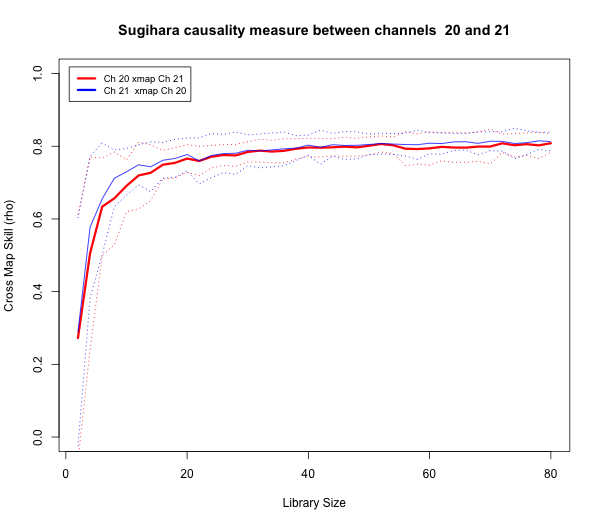 Sugihara causality measure between channels  20 and 21
Ch 20 xmap Ch 21
Ch 21  xmap Ch 20
Cross Map Skill (rho)
1.0
0.8
0.6
0.4
0.2
0.0
0 20 40 60 80
Library Size